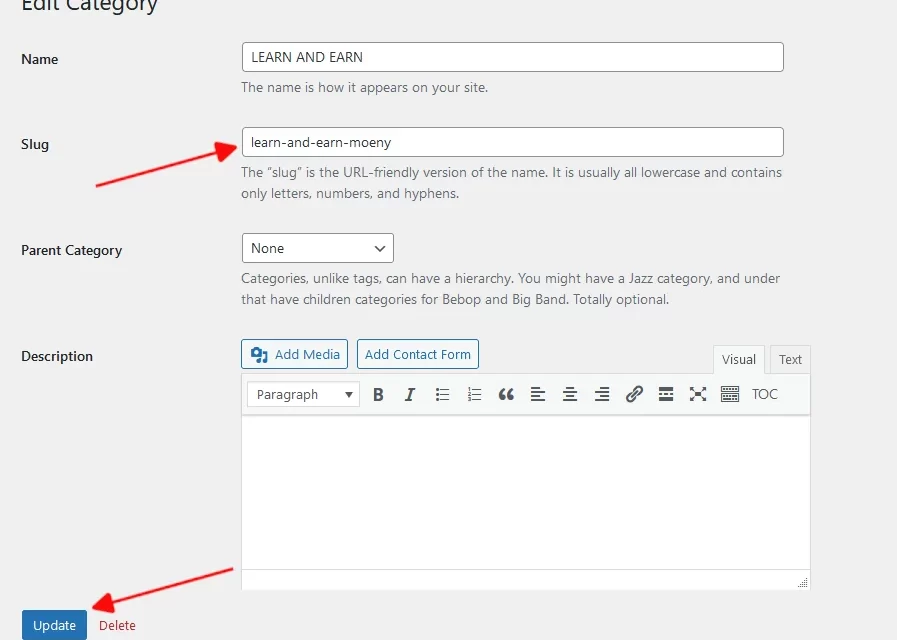 Edit Category
Name
LEARN AND EARN
The name is how it appears on your site.
Slug
learn-and-earn-moeny
The “slug” is the URL-friendly version of the name. It is usually all lowercase and contains
only letters, numbers, and hyphens.
Parent Category
None
Categories, unlike tags, can have a hierarchy. You might have a Jazz category, and under
that have children categories for Bebop and Big Band. Totally optional.
Description
Add Media Add Contact Form
Visual Text
Paragraph B I TOC
Update Delete